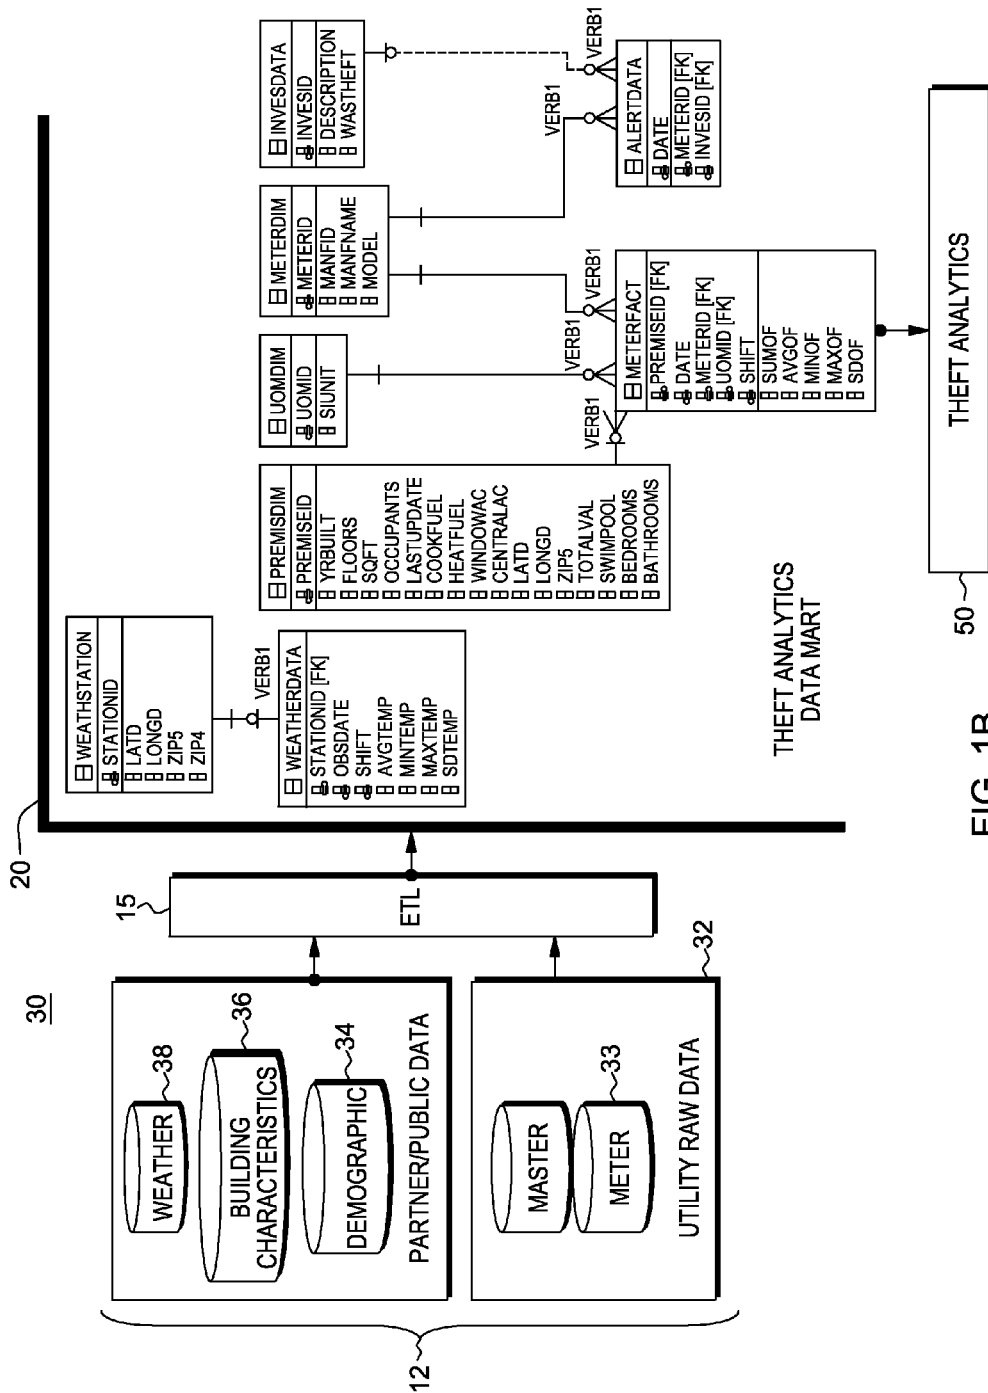 30
12
WEATHER
38
BUILDING
CHARACTERISTICS
36
DEMOGRAPHIC
34
PARTNER/PUBLIC DATA
MASTER
METER
33
UTILITY RAW DATA
32
15
ETL
20
WEATHSTATION
STATIONID
LATD
LONGD
ZIP5
ZIP4
VERB1
WEATHERDATA
STATIONID [FK]
OBSDATE
SHIFT
AVGTEMP
MINTEMP
MAXTEMP
SDTEMP
PREMISDIM
PREMISEID
YRBUILT
FLOORS
SQFT
OCCUPANTS
LASTUPDATE
COOKFUEL
HEATFUEL
WINDOWAC
CENTRALAC
LATD
LONGD
ZIP5
TOTALVAL
SWIMPOOL
BEDROOMS
BATHROOMS
UOMDIM
UOMID
SIUNIT
METERDIM
METERID
MANFID
MANFNAME
MODEL
INVESDATA
INVESID
DESCRIPTION
WASTHEFT
VERB1
VERB1
VERB1
VERB1
VERB1
METERFACT
PREMISEID [FK]
DATE
METERID [FK]
UOMID [FK]
SHIFT
SUMOF
AVGOF
MINOF
MAXOF
SDOF
ALERTDATA
DATE
METERID [FK]
INVESID [FK]
THEFT ANALYTICS
DATA MART
THEFT ANALYTICS
50
FIG. 1B